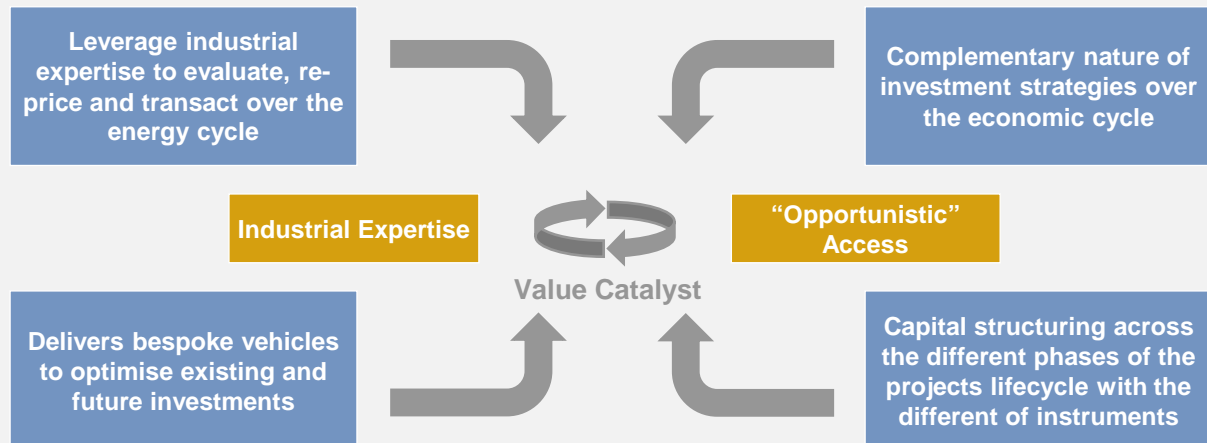 Leverage industrial
expertise to evaluate, re-
price and transact over the
energy cycle
Complementary nature of
investment strategies over
the economic cycle
Industrial Expertise
“Opportunistic”
Access
Value Catalyst
Delivers bespoke vehicles
to optimise existing and
future investments
Capital structuring across
the different phases of the
projects lifecycle with the
different of instruments